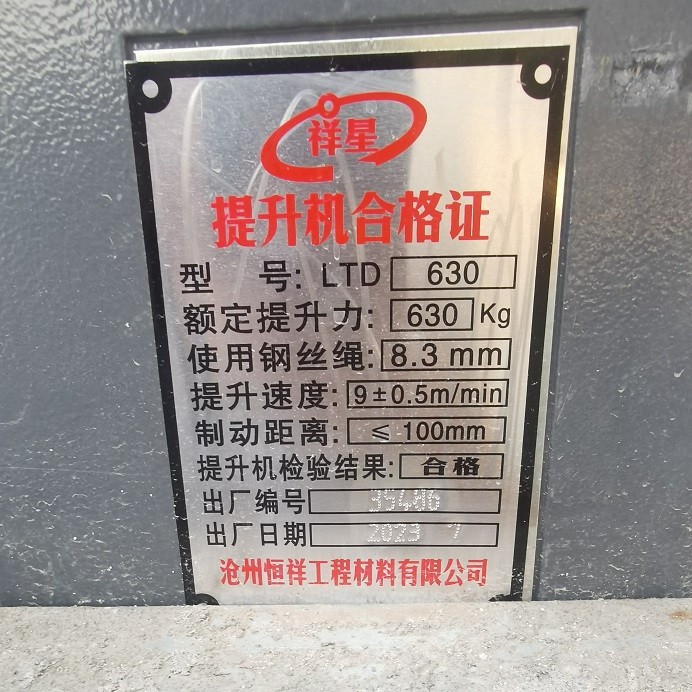 祥星
提升机合格证
型 号: LTD 630
额定提升力: 630 Kg
使用钢丝绳: 8.3 mm
提升速度: 9±0.5m/min
制动距离: ≤ 100mm
提升机检验结果: 合格
出厂编号 35486
出厂日期 2023 7
沧州恒祥工程材料有限公司